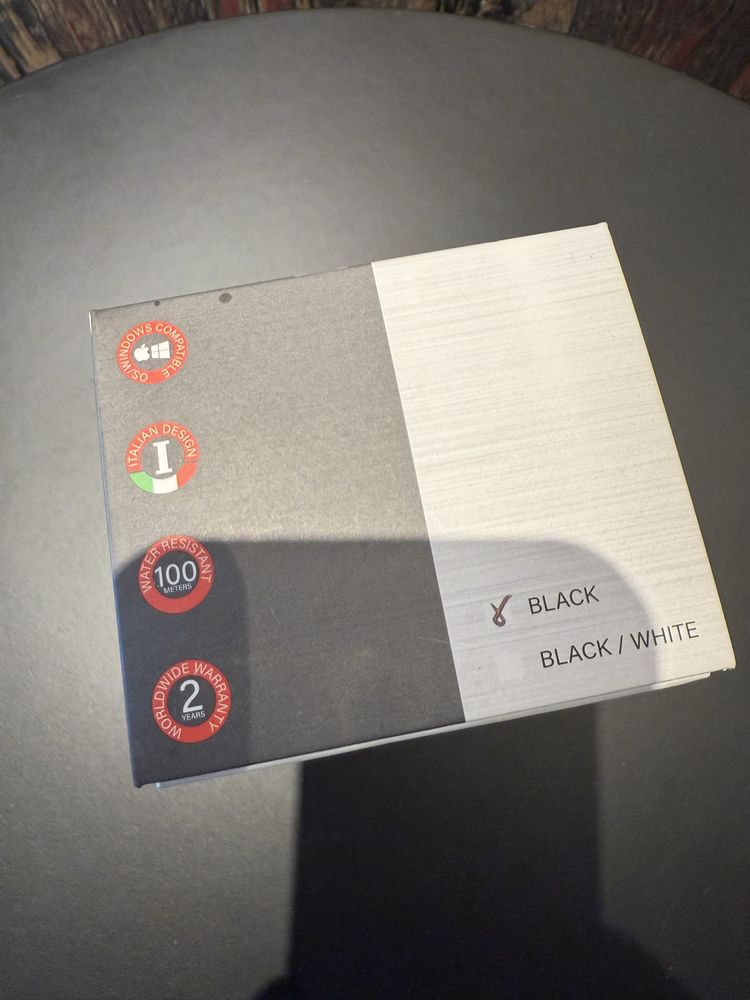 OS/WINDOWS COMPATIBLE
ITALIAN DESIGN
I
WATER RESISTANT
100
METERS
WORLDWIDE WARRANTY
2
YEARS
BLACK
BLACK / WHITE